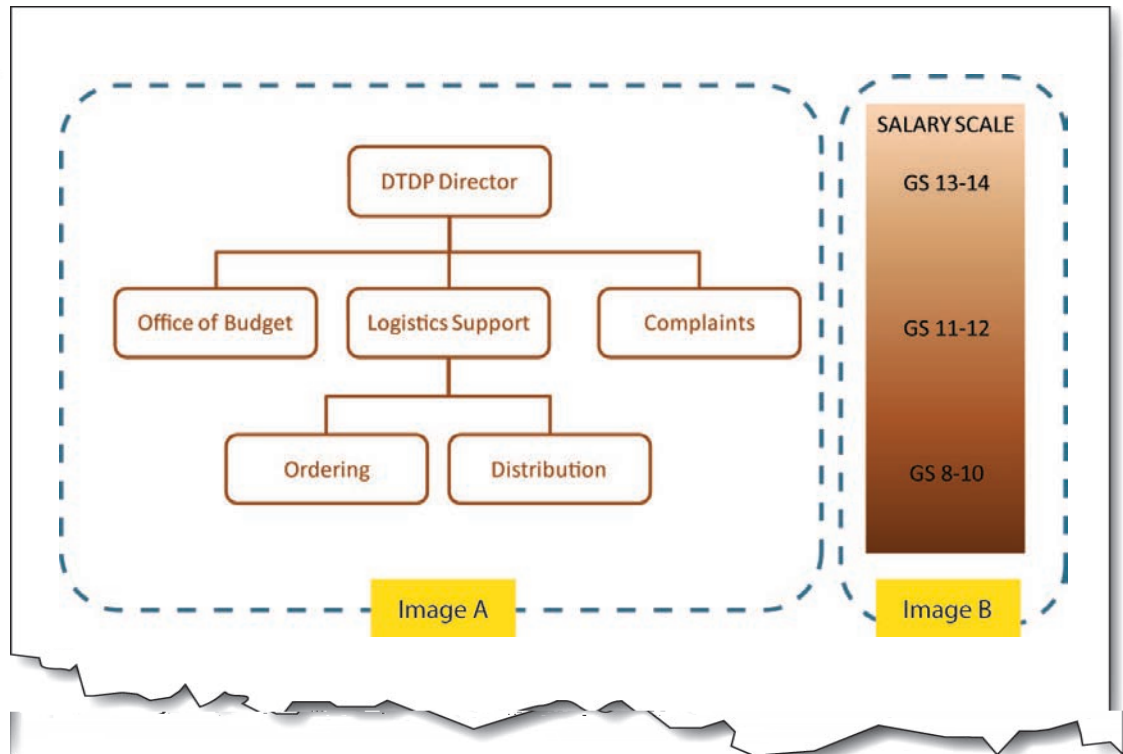 DTDP Director
Office of Budget
Logistics Support
Complaints
Ordering
Distribution
Image A
SALARY SCALE
GS 13-14
GS 11-12
GS 8-10
Image B